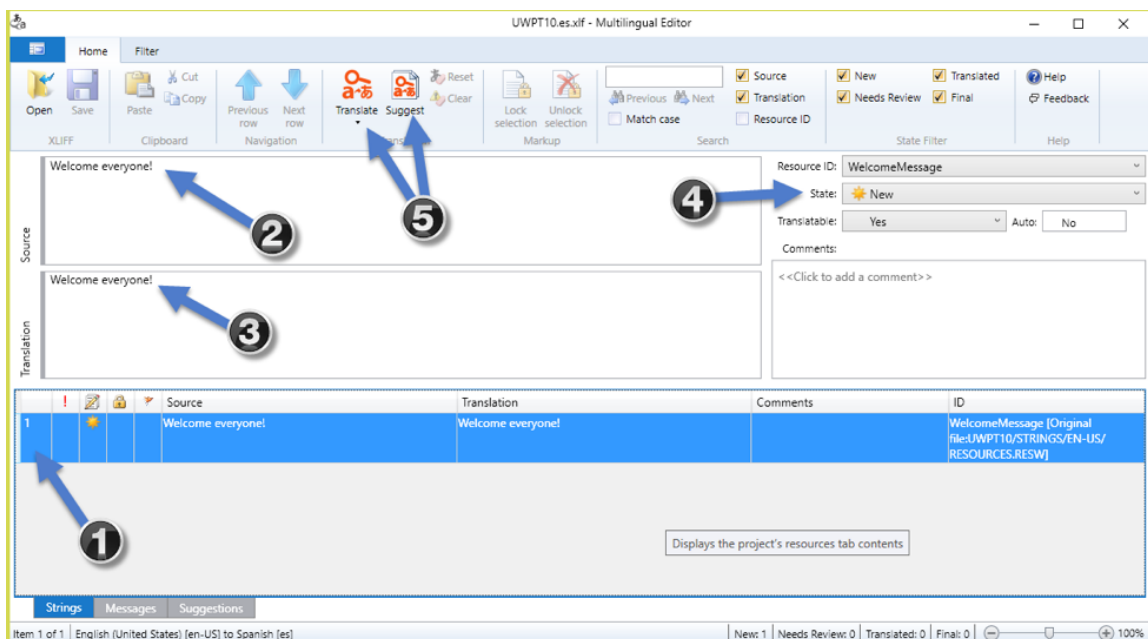 UWPT10.es.xlf - Multilingual Editor
Home Filter
Open Save Paste Cut Copy Previous row Next row Translate Suggest Reset Clear Lock selection Unlock selection Previous Next Match case Source Translation Resource ID New Needs Review Translated Final Help Feedback
XLIFF Clipboard Navigation Markup Search State Filter Help
Source
Welcome everyone!
2
5
Translation
Welcome everyone!
3
Resource ID: WelcomeMessage
4
State: New
Translatable: Yes Auto: No
Comments:
<<Click to add a comment>>
! Source Translation Comments ID
1 Welcome everyone! Welcome everyone! WelcomeMessage [Original
file:UWPT10/STRINGS/EN-US/
RESOURCES.RESW]
1
Displays the project's resources tab contents
Strings Messages Suggestions
Item 1 of 1 English (United States) [en-US] to Spanish [es] New: 1 Needs Review: 0 Translated: 0 Final: 0 100%